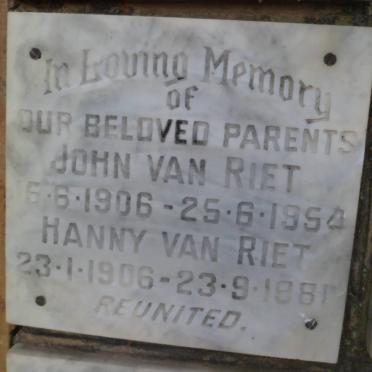 In Loving Memory
OF
OUR BELOVED PARENTS
JOHN VAN RIET
6·1906 - 25·6·1954
HANNY VAN RIET
23·1·1906 - 23·9·1981
REUNITED.